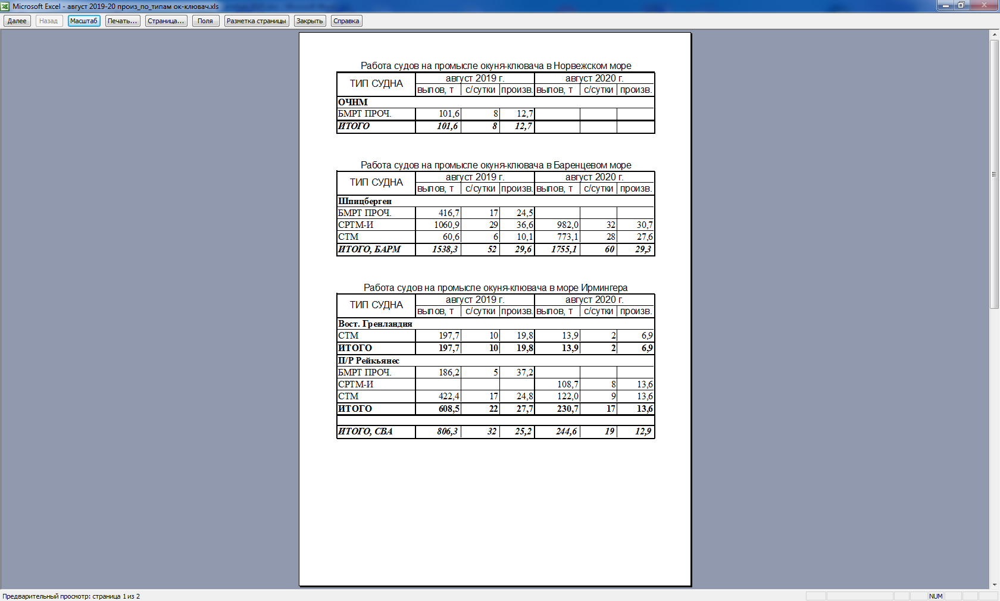 Microsoft Excel - август 2019-20 произ_по_типам ок-клювач.xls
Далее Назад Масштаб Печать... Страница... Поля Разметка страницы Закрыть Справка
Работа судов на промысле окуня-клювача в Норвежском море
ТИП СУДНА август 2019 г. август 2020 г.
вылов, т с/сутки произв. вылов, т с/сутки произв.
ОЧНМ
БМРТ ПРОЧ. 101,6 8 12,7
ИТОГО 101,6 8 12,7
Работа судов на промысле окуня-клювача в Баренцевом море
ТИП СУДНА август 2019 г. август 2020 г.
вылов, т с/сутки произв. вылов, т с/сутки произв.
Шпицберген
БМРТ ПРОЧ. 416,7 17 24,5
СРТМ-И 1060,9 29 36,6 982,0 32 30,7
СТМ 60,6 6 10,1 773,1 28 27,6
ИТОГО, БАРМ 1538,3 52 29,6 1755,1 60 29,3
Работа судов на промысле окуня-клювача в море Ирмингера
ТИП СУДНА август 2019 г. август 2020 г.
вылов, т с/сутки произв. вылов, т с/сутки произв.
Вост. Гренландия
СТМ 197,7 10 19,8 13,9 2 6,9
ИТОГО 197,7 10 19,8 13,9 2 6,9
П/Р Рейкьянес
БМРТ ПРОЧ. 186,2 5 37,2
СРТМ-И 108,7 8 13,6
СТМ 422,4 17 24,8 122,0 9 13,6
ИТОГО 608,5 22 27,7 230,7 17 13,6
ИТОГО, СВА 806,3 32 25,2 244,6 19 12,9
Предварительный просмотр: страница 1 из 2 NUM